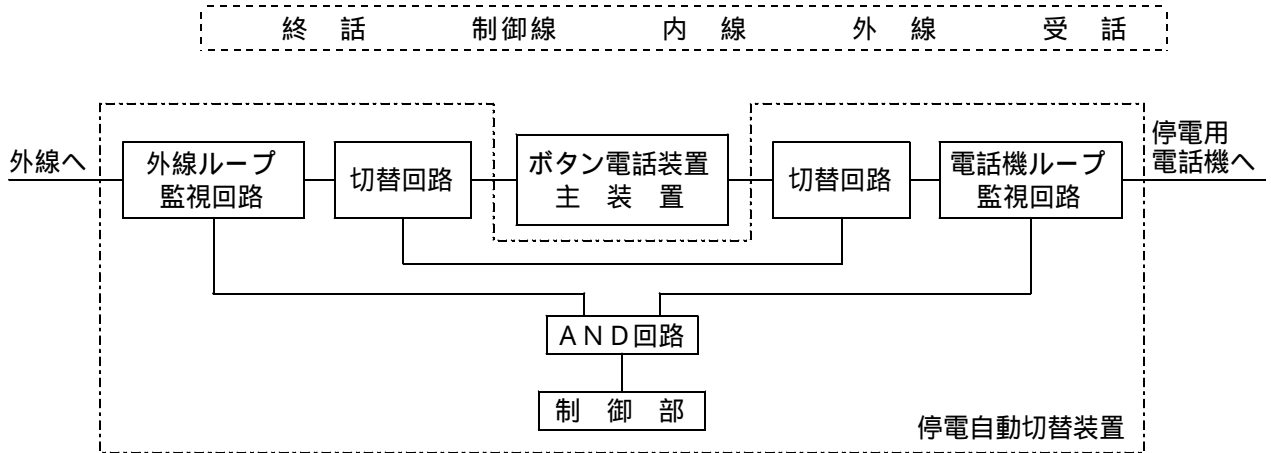 終話 制御線 内線 外線 受話
外線へ
外線ループ
監視回路
切替回路
ボタン電話装置
主装置
切替回路
電話機ループ
監視回路
停電用
電話機へ
AND回路
制御部
停電自動切替装置